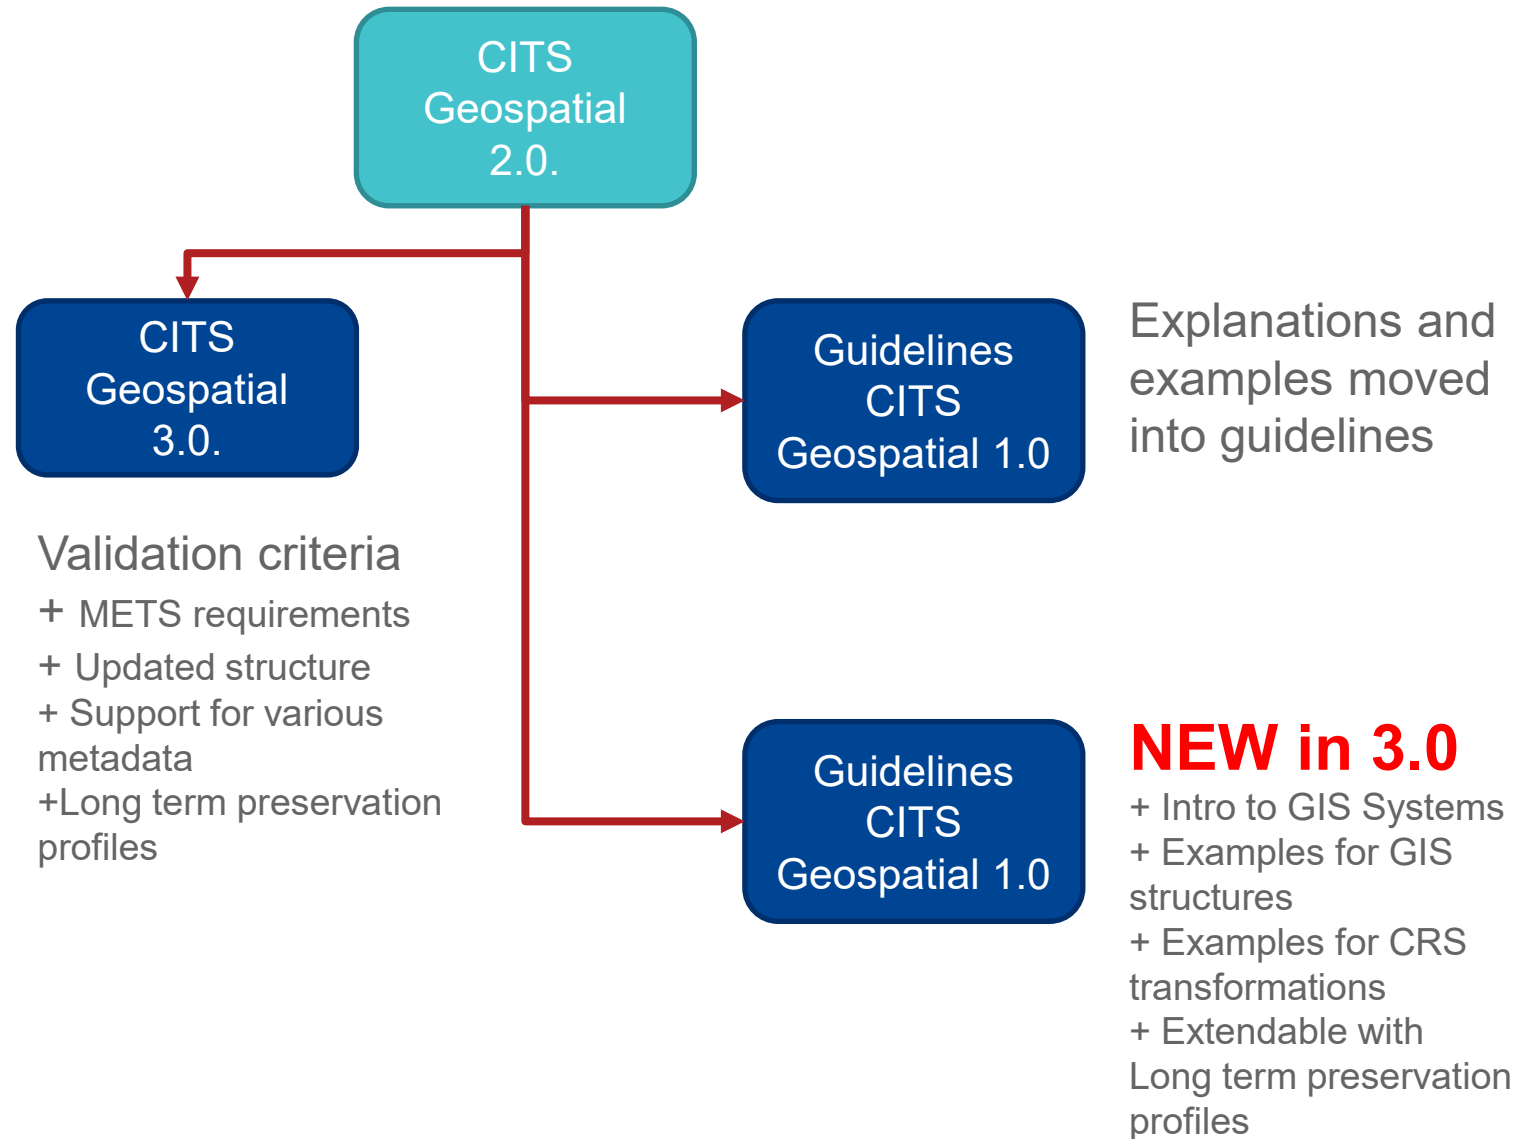 CITS
Geospatial
2.0.
CITS
Geospatial
3.0.
Validation criteria
+ METS requirements
+ Updated structure
+ Support for various
metadata
+Long term preservation
profiles
Guidelines
CITS
Geospatial 1.0
Explanations and
examples moved
into guidelines
Guidelines
CITS
Geospatial 1.0
NEW in 3.0
+ Intro to GIS Systems
+ Examples for GIS
structures
+ Examples for CRS
transformations
+ Extendable with
Long term preservation
profiles